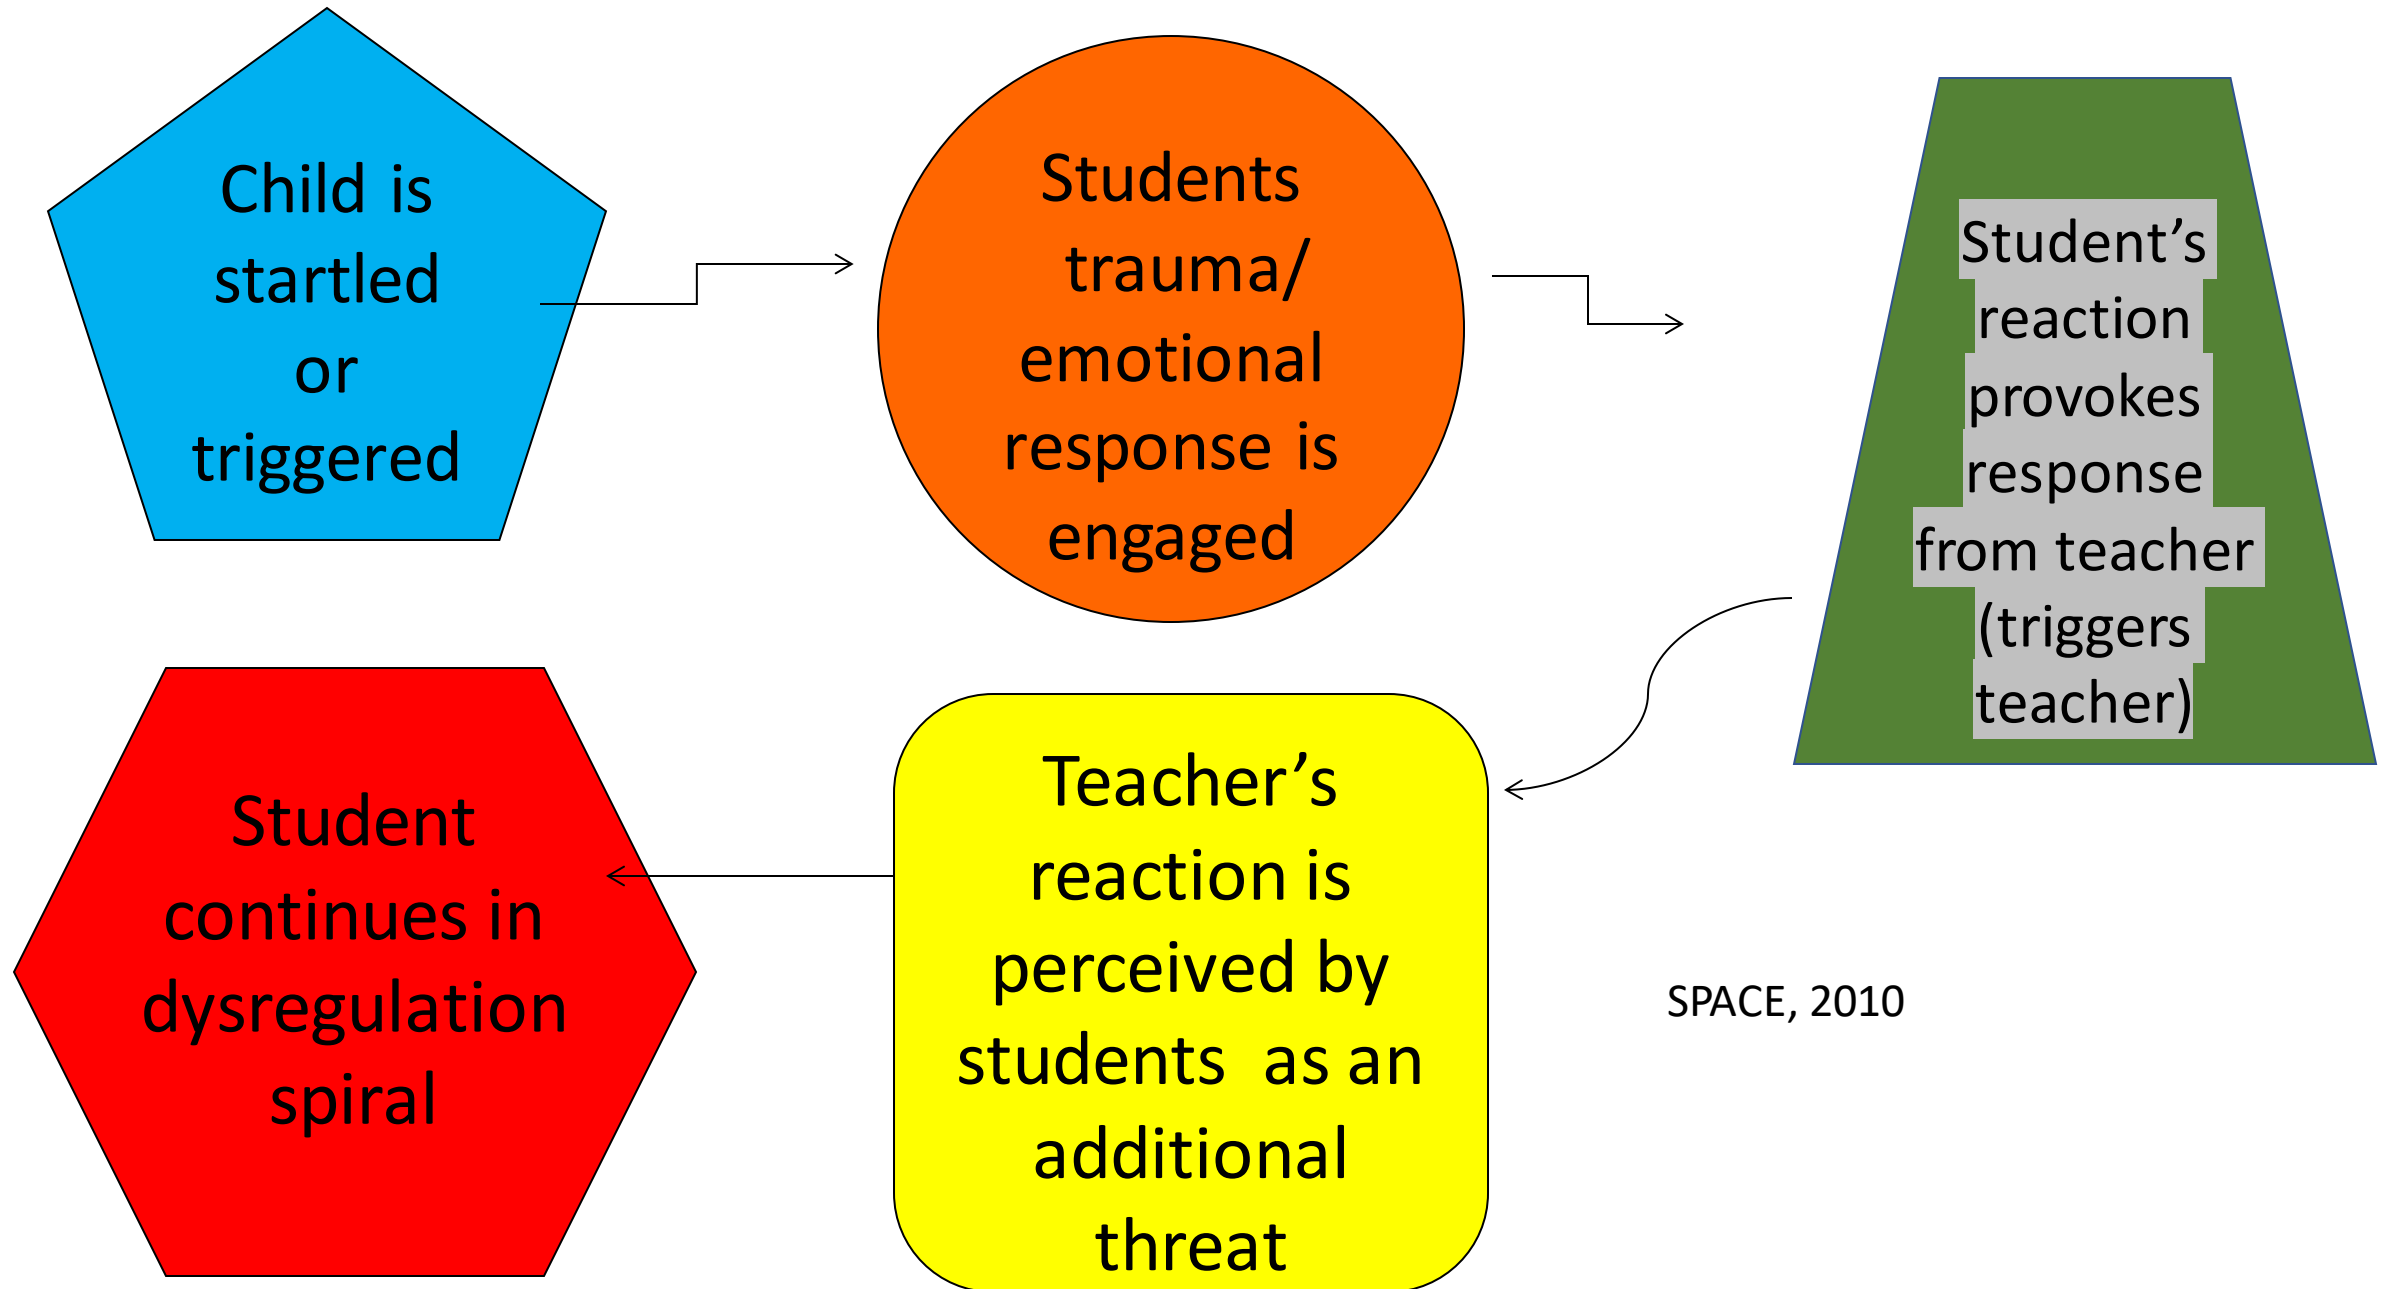 Child is
startled
or
triggered
Students
trauma/
emotional
response is
engaged
Student’s
reaction
provokes
response
from teacher
(triggers
teacher)
Teacher’s
reaction is
perceived by
students  as an
additional
threat
Student
continues in
dysregulation
spiral
SPACE, 2010